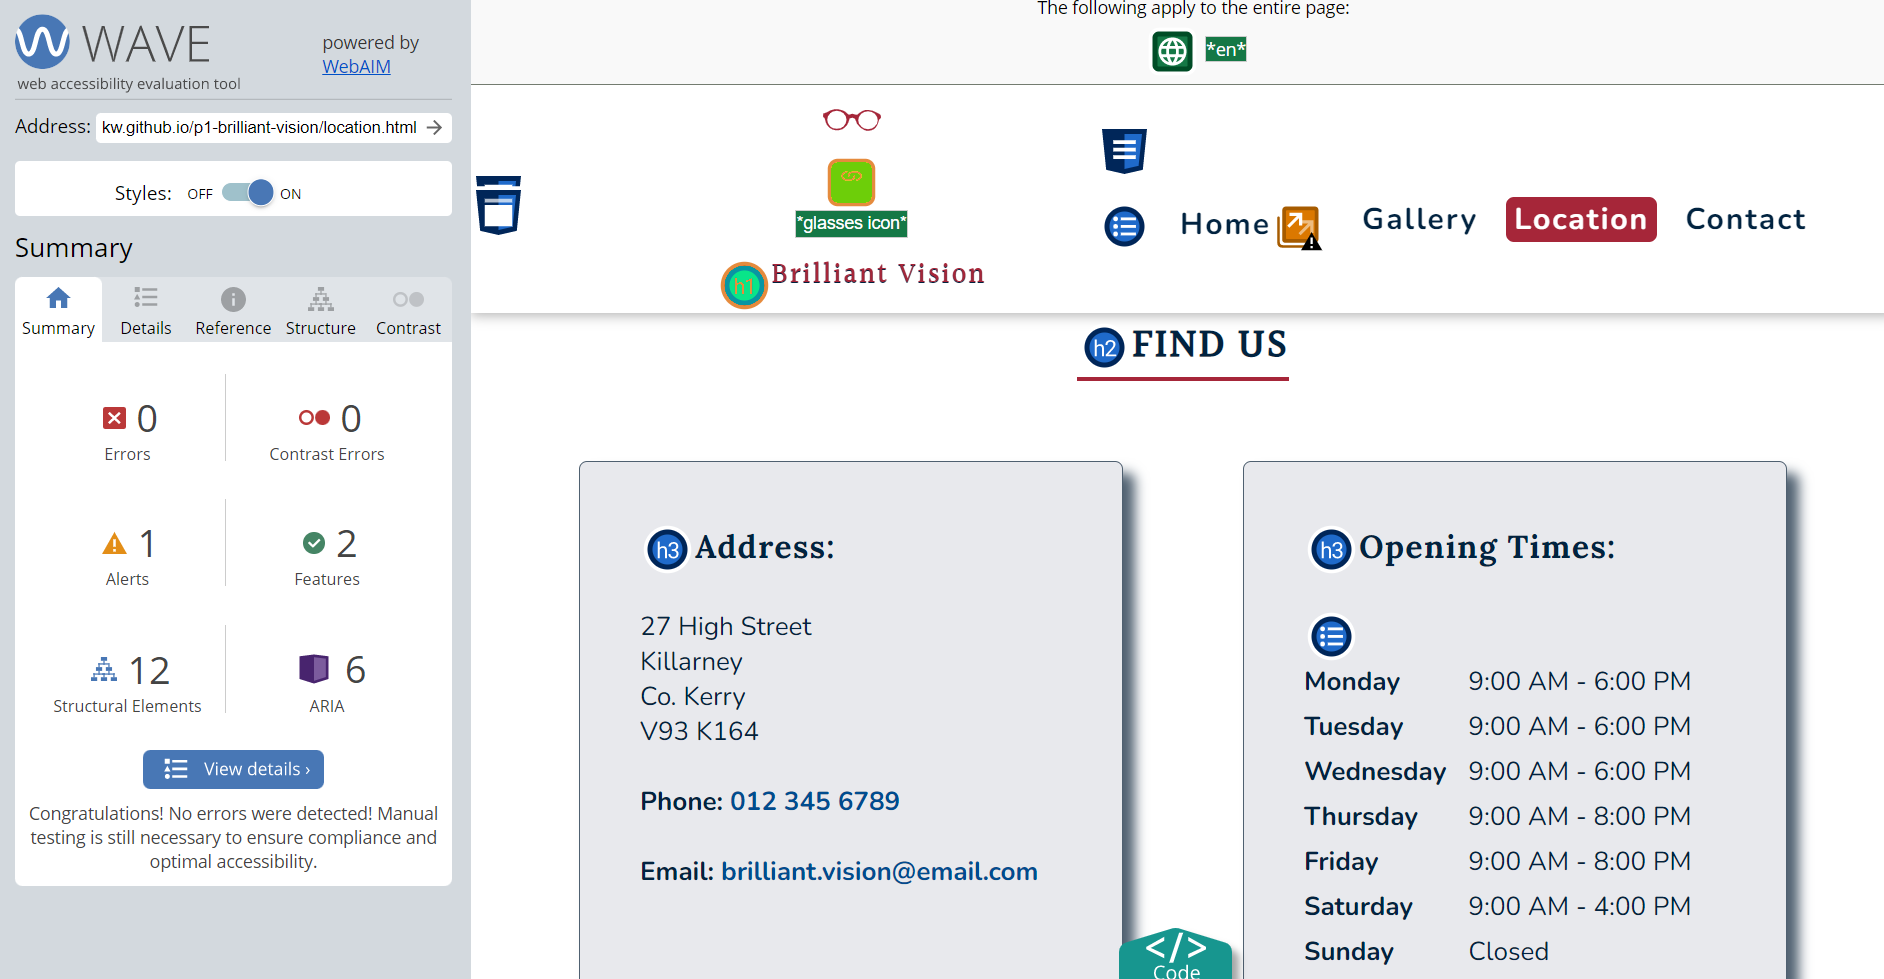 WAVE
web accessibility evaluation tool
powered by
WebAIM
Address: kw.github.io/p1-brilliant-vision/location.html
Styles: OFF ON
Summary
Summary Details Reference Structure Contrast
0
Errors
0
Contrast Errors
1
Alerts
2
Features
12
Structural Elements
6
ARIA
View details ›
Congratulations! No errors were detected! Manual
testing is still necessary to ensure compliance and
optimal accessibility.
The following apply to the entire page:
*en*
*glasses icon*
h1 Brilliant Vision
Home Gallery Location Contact
h2 FIND US
h3 Address:
27 High Street
Killarney
Co. Kerry
V93 K164
Phone: 012 345 6789
Email: brilliant.vision@email.com
h3 Opening Times:
Monday 9:00 AM - 6:00 PM
Tuesday 9:00 AM - 6:00 PM
Wednesday 9:00 AM - 6:00 PM
Thursday 9:00 AM - 8:00 PM
Friday 9:00 AM - 8:00 PM
Saturday 9:00 AM - 4:00 PM
Sunday Closed
</>
Code